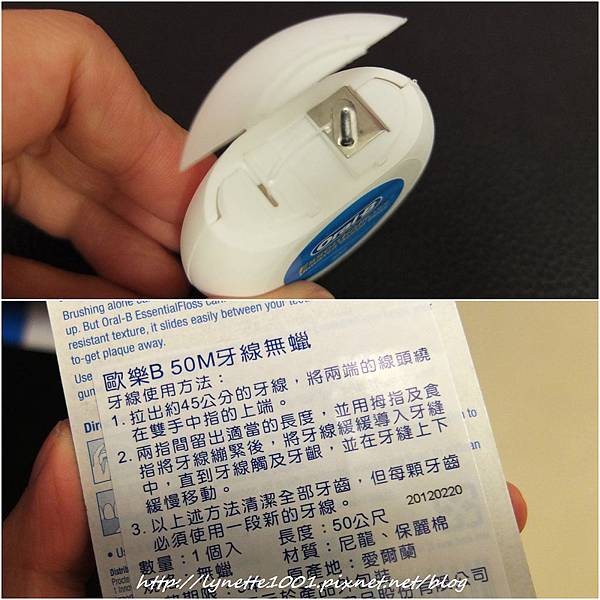 Oral-B
Brushing alone
up. But Oral-B EssentialFloss
resistant texture, it slides easily between your
to-get plaque away.
Use
gun
歐樂B 50M牙線無蠟
牙線使用方法：
1. 拉出約45公分的牙線，將兩端的線頭繞
在雙手中指的上端。
2. 兩指間留出適當的長度，並用拇指及食
指將牙線繃緊後，將牙線緩緩導入牙縫
中，直到牙線觸及牙齦，並在牙縫上下
緩慢移動。
3. 以上述方法清潔全部牙齒，但每顆牙齒
必須使用一段新的牙線。
20120220
數量：1個入
長度：50公尺
材質：尼龍、保麗棉
無蠟
原產地：愛爾蘭
http://lynette1001.pixnet.net/blog